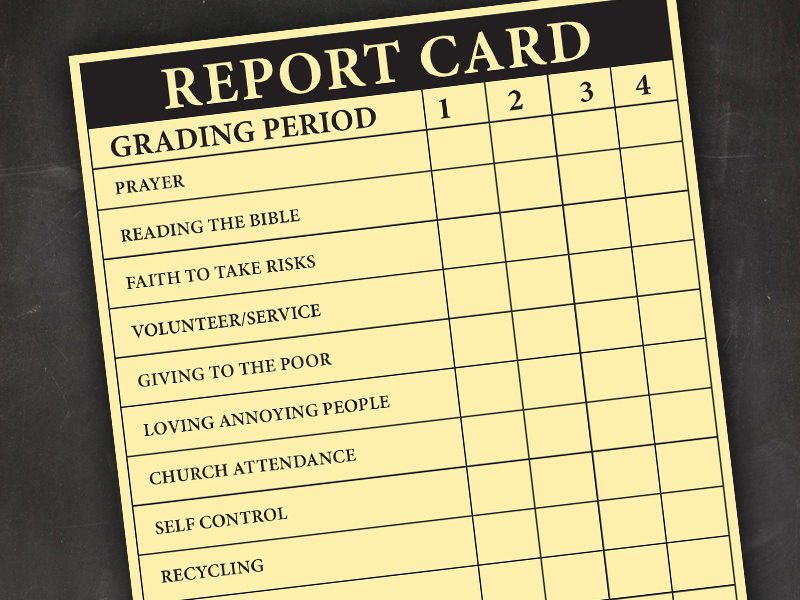 REPORT CARD
GRADING PERIOD 1 2 3 4
PRAYER
READING THE BIBLE
FAITH TO TAKE RISKS
VOLUNTEER/SERVICE
GIVING TO THE POOR
LOVING ANNOYING PEOPLE
CHURCH ATTENDANCE
SELF CONTROL
RECYCLING